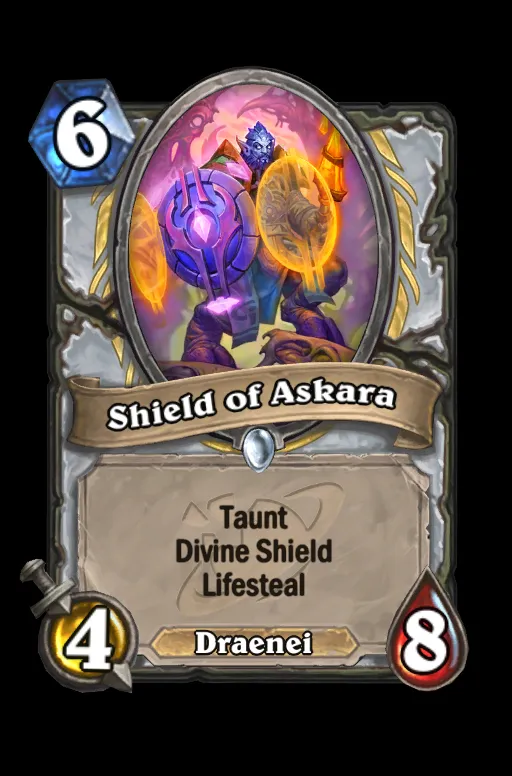 6
Shield of Askara
Taunt
Divine Shield
Lifesteal
4
Draenei
8